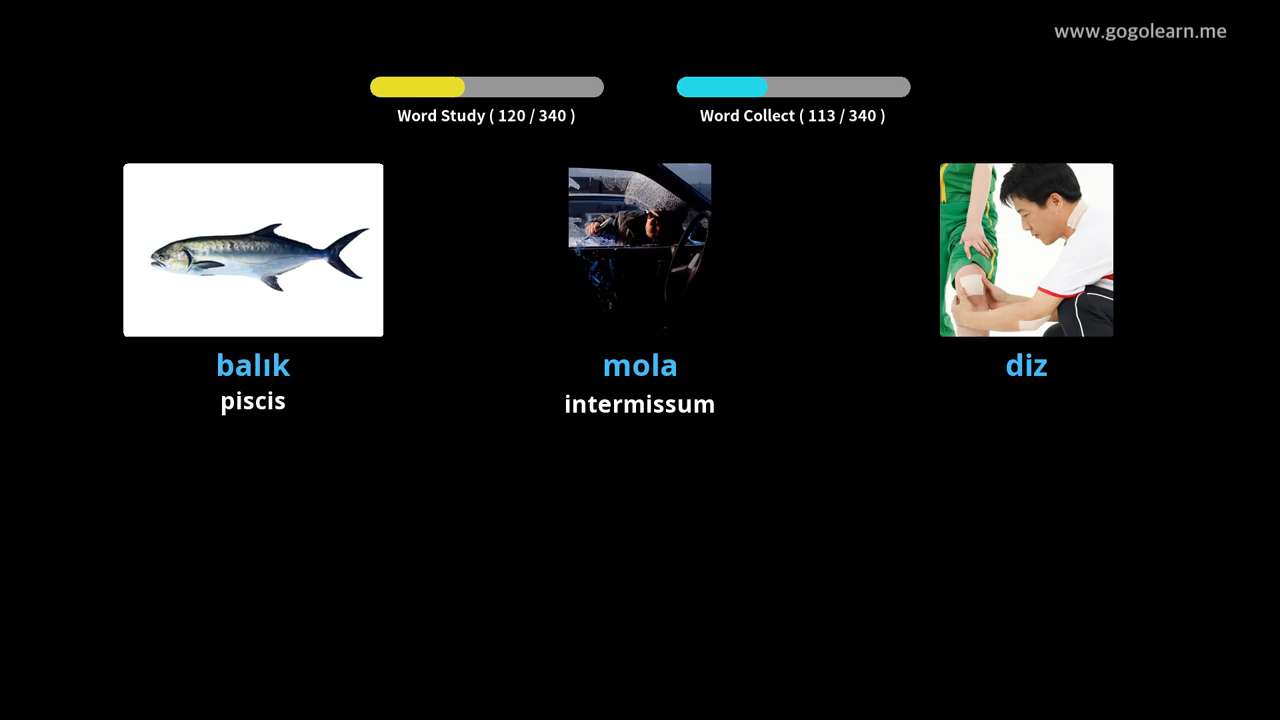 www.gogolearn.me
Word Study ( 120 / 340 )
Word Collect ( 113 / 340 )
balık
mola
diz
piscis
intermissum